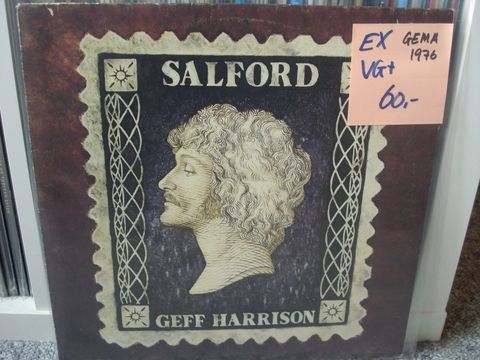 SALFORD
GEFF HARRISON
EX GEMA
VG+ 1976
60,-